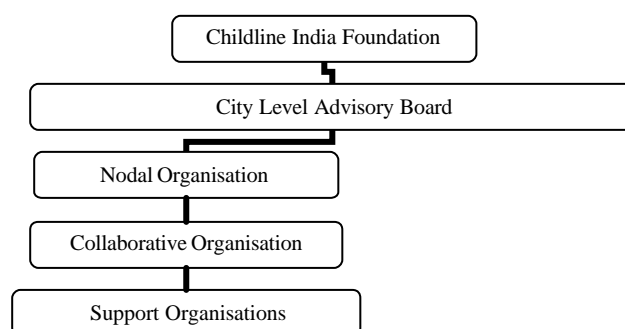 Childline India Foundation
City Level Advisory Board
Nodal Organisation
Collaborative Organisation
Support Organisations